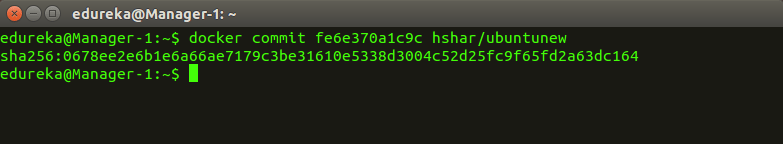 edureka@Manager-1: ~
edureka@Manager-1:~$ docker commit fe6e370a1c9c hshar/ubuntunew
sha256:0678ee2e6b1e6a66ae7179c3be31610e5338d3004c52d25fc9f65fd2a63dc164
edureka@Manager-1:~$